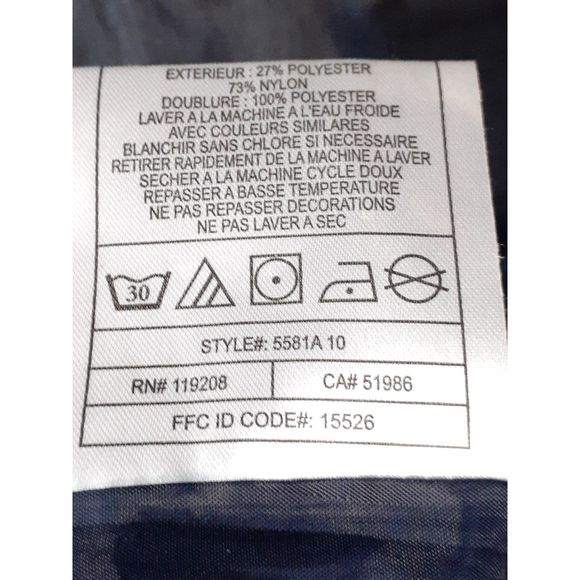 EXTERIEUR : 27% POLYESTER
73% NYLON
DOUBLURE : 100% POLYESTER
LAVER A LA MACHINE A L'EAU FROIDE
AVEC COULEURS SIMILAIRES
BLANCHIR SANS CHLORE SI NECESSAIRE
RETIRER RAPIDEMENT DE LA MACHINE A LAVER
SECHER A LA MACHINE CYCLE DOUX
REPASSER A BASSE TEMPERATURE
NE PAS REPASSER DECORATIONS
NE PAS LAVER A SEC
30
STYLE#: 5581A 10
RN# 119208 CA# 51986
FFC ID CODE#: 15526